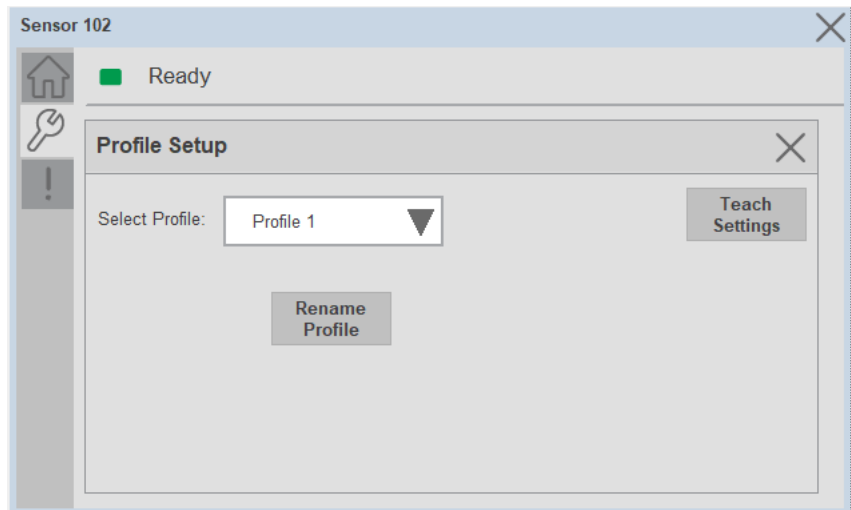 Sensor 102
Ready
Profile Setup
Select Profile:
Profile 1
Teach
Settings
Rename
Profile